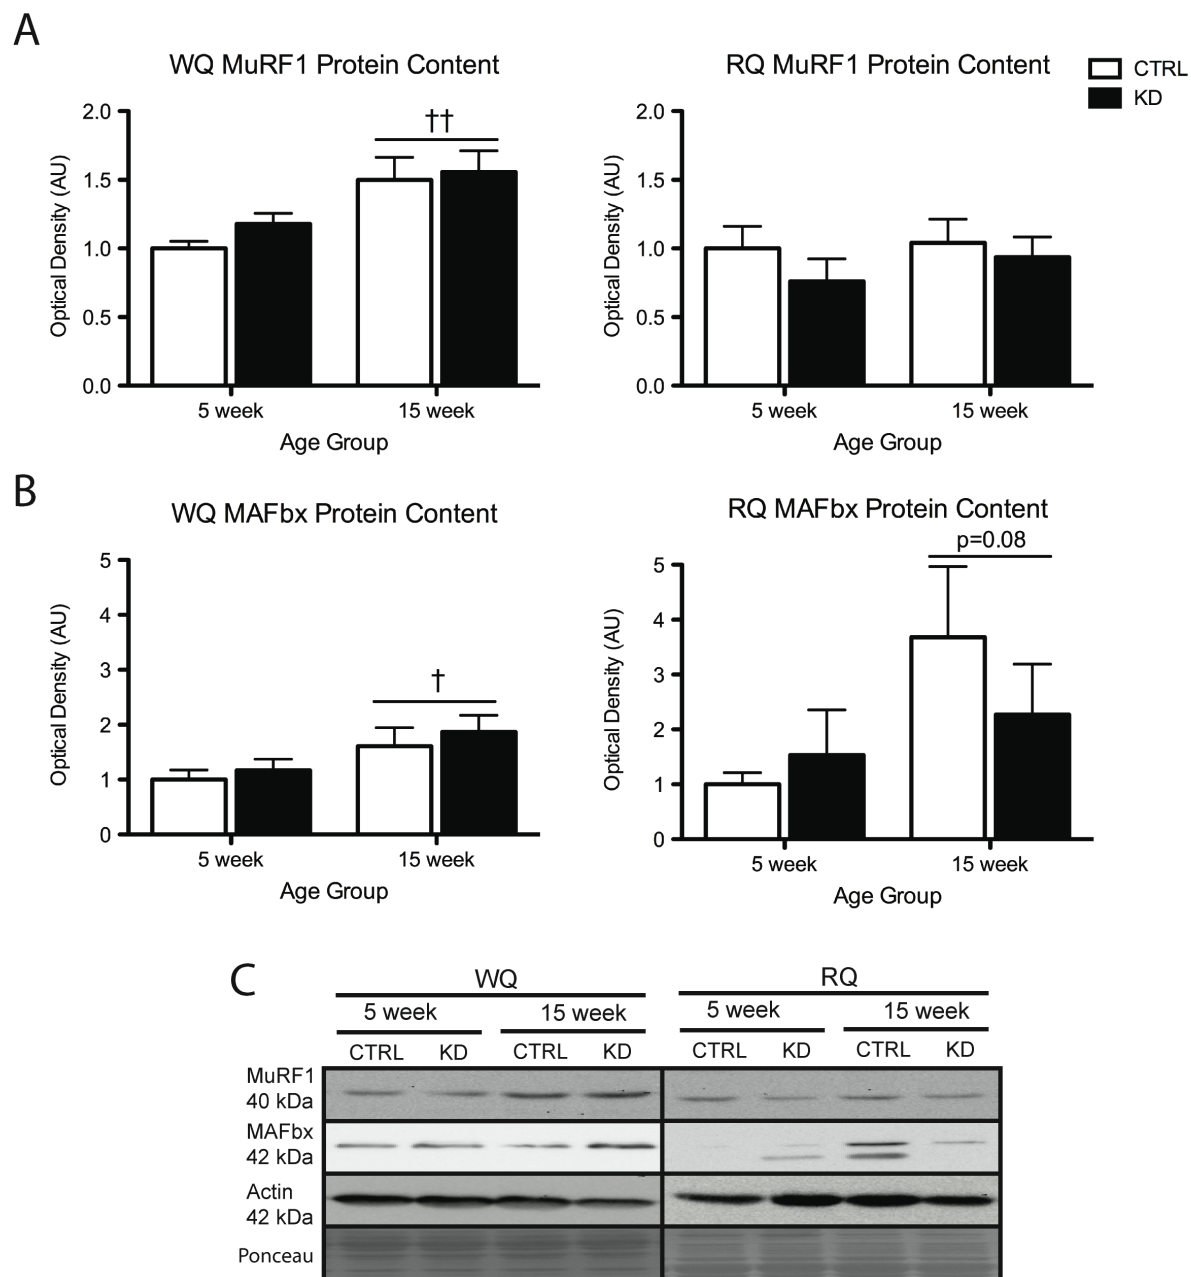 A
WQ MuRF1 Protein Content
RQ MuRF1 Protein Content
CTRL
KD
††
2.0
1.5
1.0
0.5
0.0
Optical Density (AU)
5 week
15 week
Age Group
2.0
1.5
1.0
0.5
0.0
Optical Density (AU)
5 week
15 week
Age Group
B
WQ MAFbx Protein Content
RQ MAFbx Protein Content
†
5
4
3
2
1
0
Optical Density (AU)
5 week
15 week
Age Group
p=0.08
5
4
3
2
1
0
Optical Density (AU)
5 week
15 week
Age Group
C
WQ
RQ
5 week
15 week
5 week
15 week
CTRL
KD
CTRL
KD
CTRL
KD
CTRL
KD
MuRF1
40 kDa
MAFbx
42 kDa
Actin
42 kDa
Ponceau